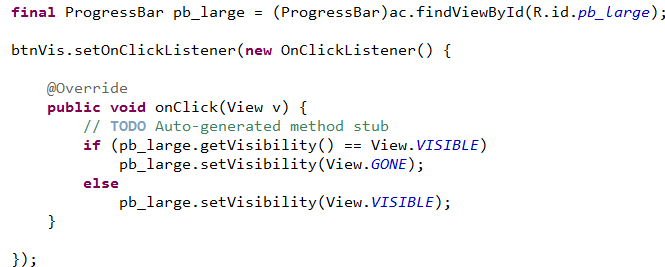 final ProgressBar pb_large = (ProgressBar)ac.findViewById(R.id.pb_large);
btnVis.setOnClickListener(new OnClickListener() {
@Override
public void onClick(View v) {
// TODO Auto-generated method stub
if (pb_large.getVisibility() == View.VISIBLE)
pb_large.setVisibility(View.GONE);
else
pb_large.setVisibility(View.VISIBLE);
}
});